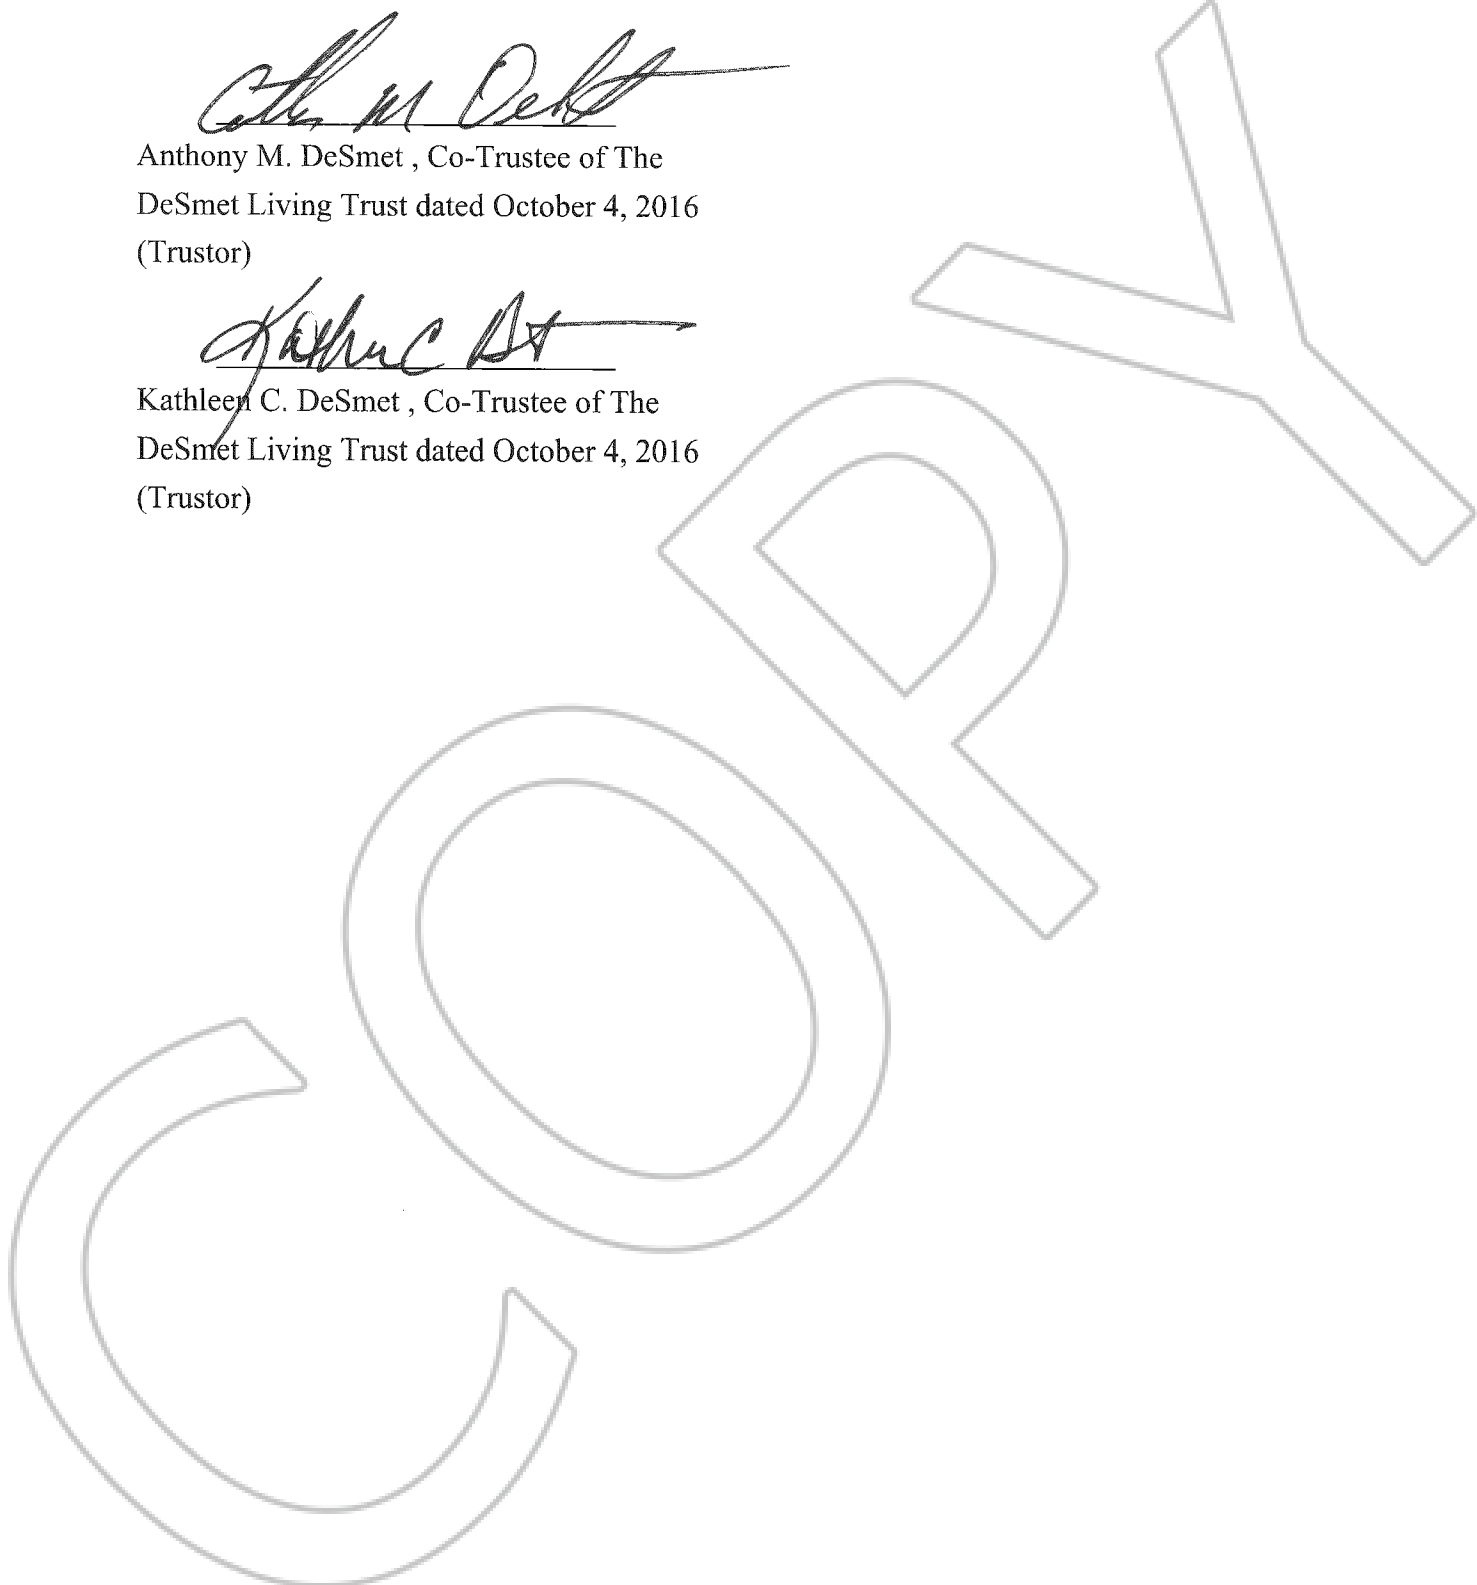 Anthony M. DeSmet , Co-Trustee of The
DeSmet Living Trust dated October 4, 2016
(Trustor)
Kathleen C. DeSmet , Co-Trustee of The
DeSmet Living Trust dated October 4, 2016
(Trustor)
COPY